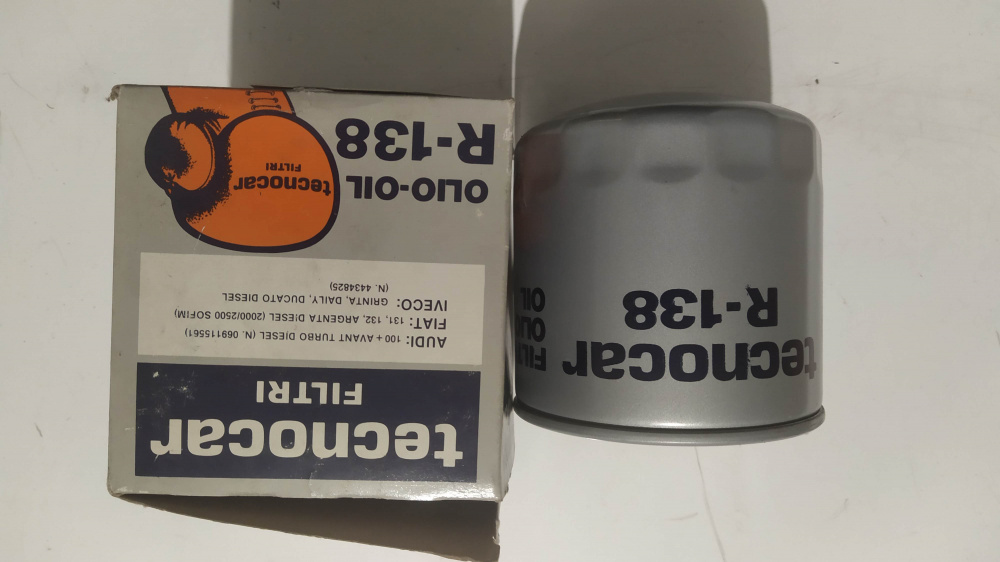 tecnocar
FILTRI
AUDI: 100 + AVANT TURBO DIESEL (N. 069115561)
FIAT: 131, 132, ARGENTA DIESEL (2000/2500 SOFIM)
IVECO: GRINTA, DAILY, DUCATO DIESEL
(N. 4434825)
tecnocar
FILTRI
OLIO-OIL
R-138
tecnocar
R-138
OIL